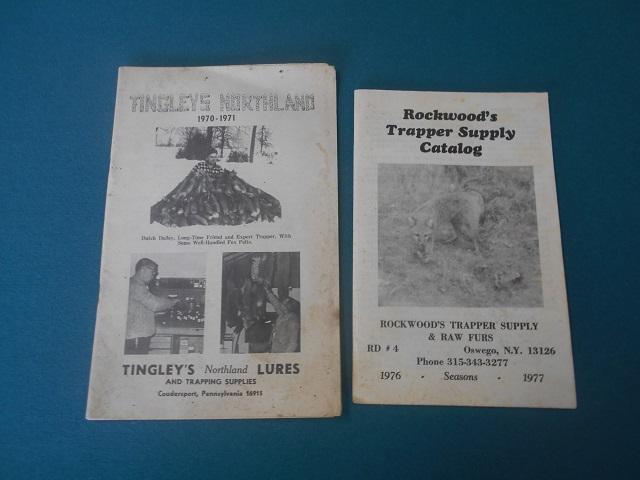 TINGLEYS NORTHLAND
1970-1971
Dutch Dailey, Long-Time Friend and Expert Trapper, With
Some Well-Handled Fox Pelts.
TINGLEY'S Northland LURES
AND TRAPPING SUPPLIES
Coudersport, Pennsylvania 16915
Rockwood's
Trapper Supply
Catalog
ROCKWOOD'S TRAPPER SUPPLY
& RAW FURS
RD # 4 Oswego, N.Y. 13126
Phone 315-343-3277
1976 - Seasons - 1977